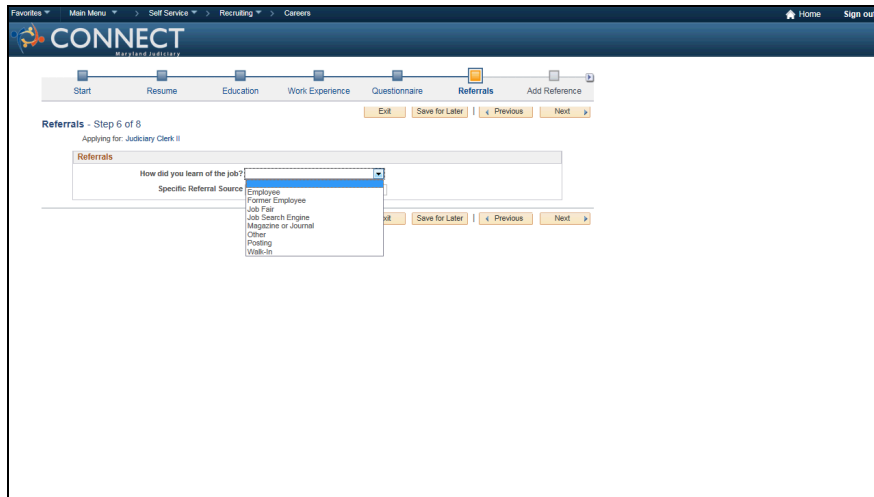 Favorites Main Menu > Self Service > Recruiting > Careers Home Sign out
CONNECT
Maryland Judiciary
Start Resume Education Work Experience Questionnaire Referrals Add Reference
Exit Save for Later | Previous Next
Referrals - Step 6 of 8
Applying for: Judiciary Clerk II
Referrals
How did you learn of the job?
Specific Referral Source
Employee
Former Employee
Job Fair
Job Search Engine
Magazine or Journal
Other
Posting
Walk-In
Exit Save for Later | Previous Next